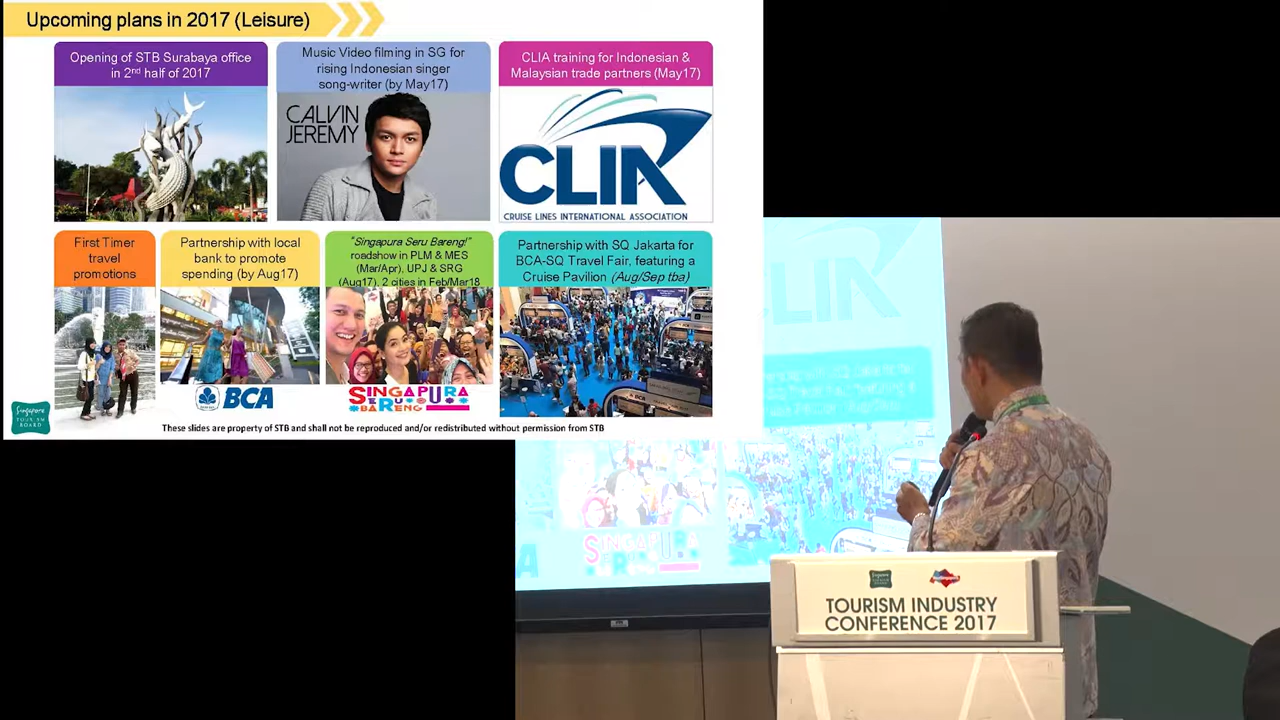 Upcoming plans in 2017 (Leisure)
Opening of STB Surabaya office
in 2nd half of 2017
Music Video filming in SG for
rising Indonesian singer
song-writer (by May17)
CLIA training for Indonesian &
Malaysian trade partners (May17)
CALVIN
JEREMY
CLIA
CRUISE LINES INTERNATIONAL ASSOCIATION
First Timer
travel
promotions
Partnership with local
bank to promote
spending (by Aug17)
"Singapura Seru Bareng!"
roadshow in PLM & MES
(Mar/Apr), UPJ & SRG
(Aug17), 2 cities in Feb/Mar18
Partnership with SQ Jakarta for
BCA-SQ Travel Fair, featuring a
Cruise Pavilion (Aug/Sep tba)
BCA
SINGAPURA
SERU
BARENG
Singapore
TOURISM
BOARD
These slides are property of STB and shall not be reproduced and/or redistributed without permission from STB
CLIA
SINGAPURA
BARENG
TOURISM INDUSTRY
CONFERENCE 2017